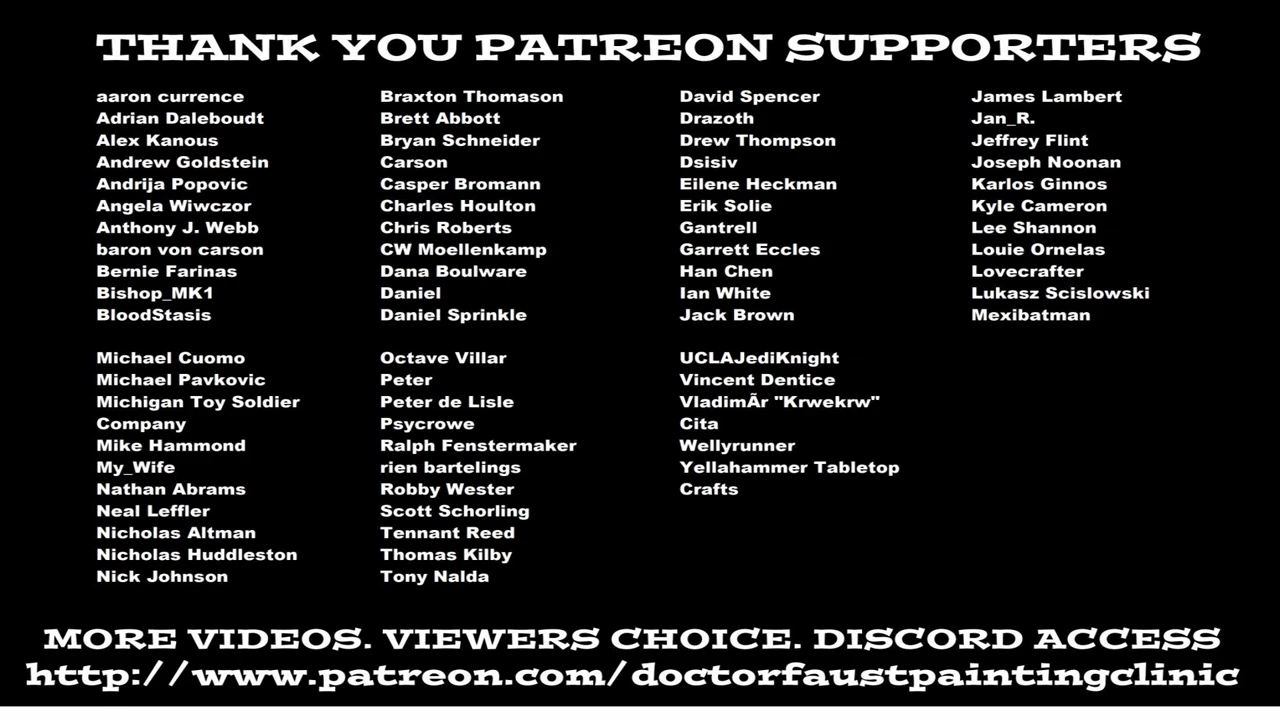 THANK YOU PATREON SUPPORTERS
aaron currence
Adrian Daleboudt
Alex Kanous
Andrew Goldstein
Andrija Popovic
Angela Wiwczor
Anthony J. Webb
baron von carson
Bernie Farinas
Bishop_MK1
BloodStasis
Braxton Thomason
Brett Abbott
Bryan Schneider
Carson
Casper Bromann
Charles Houlton
Chris Roberts
CW Moellenkamp
Dana Boulware
Daniel
Daniel Sprinkle
David Spencer
Drazoth
Drew Thompson
Dsisiv
Eilene Heckman
Erik Solie
Gantrell
Garrett Eccles
Han Chen
Ian White
Jack Brown
James Lambert
Jan_R.
Jeffrey Flint
Joseph Noonan
Karlos Ginnos
Kyle Cameron
Lee Shannon
Louie Ornelas
Lovecrafter
Lukasz Scislowski
Mexibatman
Michael Cuomo
Michael Pavkovic
Michigan Toy Soldier
Company
Mike Hammond
My_Wife
Nathan Abrams
Neal Leffler
Nicholas Altman
Nicholas Huddleston
Nick Johnson
Octave Villar
Peter
Peter de Lisle
Psycrowe
Ralph Fenstermaker
rien bartelings
Robby Wester
Scott Schorling
Tennant Reed
Thomas Kilby
Tony Nalda
UCLAJediKnight
Vincent Dentice
VladimÃr "Krwekrw"
Cita
Wellyrunner
Yellahammer Tabletop
Crafts
MORE VIDEOS. VIEWERS CHOICE. DISCORD ACCESS
http://www.patreon.com/doctorfaustpaintingclinic